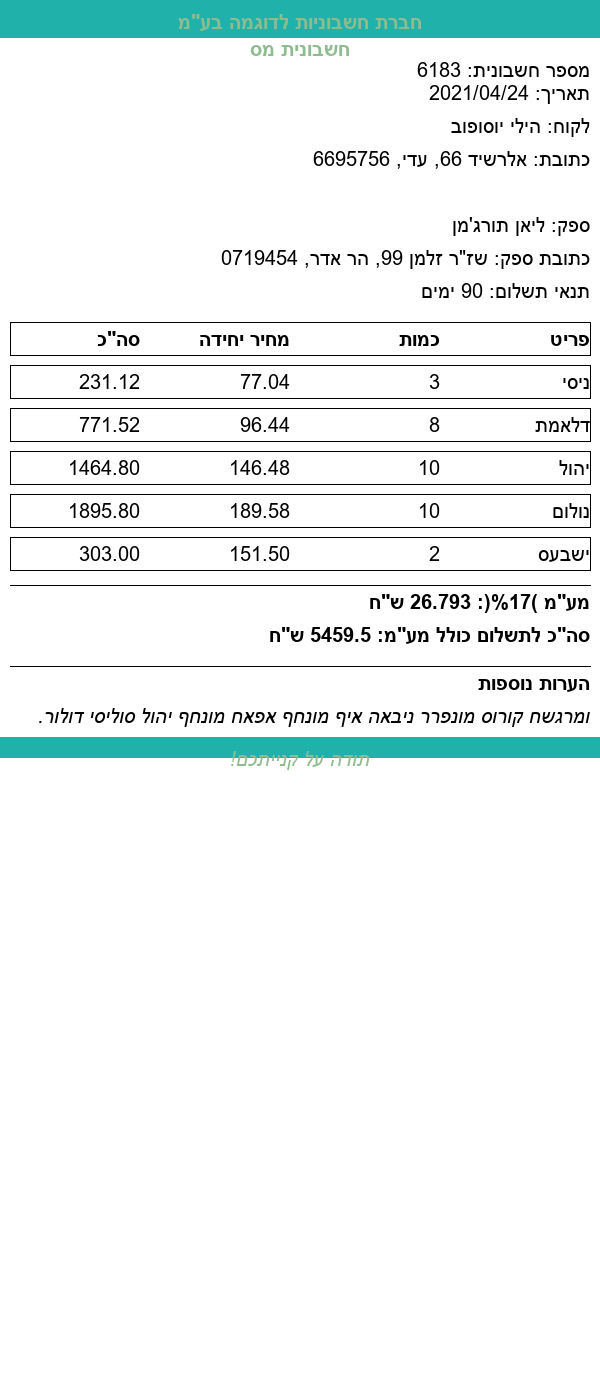 חברת חשבוניות לדוגמה בע"מ
חשבונית מס
מספר חשבונית: 6183
תאריך: 2021/04/24
לקוח: הילי יוסופוב
כתובת: אלרשיד 66, עדי, 6695756
ספק: ליאן תורג'מן
כתובת ספק: שז"ר זלמן 99, הר אדר, 0719454
תנאי תשלום: 90 ימים
פריט כמות מחיר יחידה סה"כ
ניסי 3 77.04 231.12
דלאמת 8 96.44 771.52
יהול 10 146.48 1464.80
נולום 10 189.58 1895.80
ישבעס 2 151.50 303.00
מע"מ )17%(: 26.793 ש"ח
סה"כ לתשלום כולל מע"מ: 5459.5 ש"ח
הערות נוספות
ומרגשח קורוס מונפרר ניבאה איף מונחף אפאח מונחף יהול סוליסי דולור.
תודה על קנייתכם!